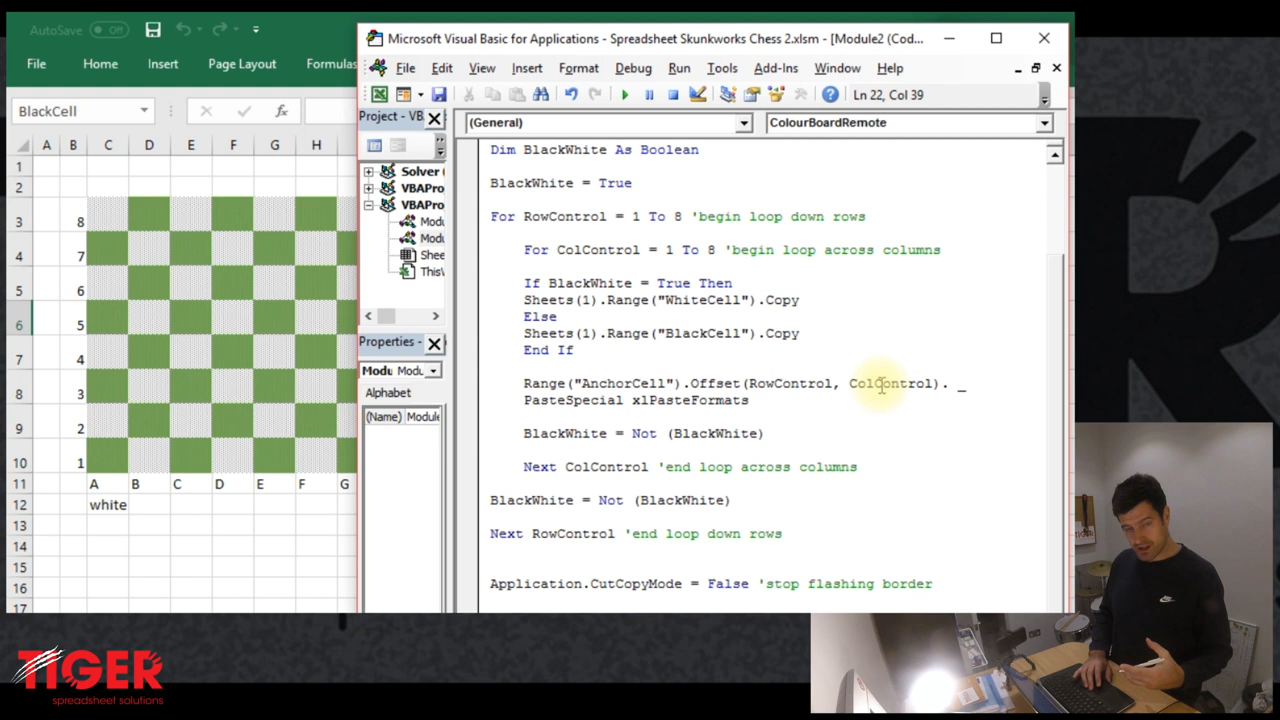 AutoSave Off
File Home Insert Page Layout Formulas
BlackCell fx
A B C D E F G H
1
2
3 8
4 7
5 6
6 5
7 4
8 3
9 2
10 1
11 A B C D E F G
12 white
13
14
15
16
17
Microsoft Visual Basic for Applications - Spreadsheet Skunkworks Chess 2.xlsm - [Module2 (Cod...
File Edit View Insert Format Debug Run Tools Add-Ins Window Help
Ln 22, Col 39
Project - VB
Solver (
VBAPro
VBAPro
Modu
Modu
Shee
ThisV
Properties -
Modu Modu
Alphabet
(Name) Module
(General) ColourBoardRemote
Dim BlackWhite As Boolean
BlackWhite = True
For RowControl = 1 To 8 'begin loop down rows
For ColControl = 1 To 8 'begin loop across columns
If BlackWhite = True Then
Sheets(1).Range("WhiteCell").Copy
Else
Sheets(1).Range("BlackCell").Copy
End If
Range("AnchorCell").Offset(RowControl, ColControl). _
PasteSpecial xlPasteFormats
BlackWhite = Not (BlackWhite)
Next ColControl 'end loop across columns
BlackWhite = Not (BlackWhite)
Next RowControl 'end loop down rows
Application.CutCopyMode = False 'stop flashing border
TIGER
spreadsheet solutions